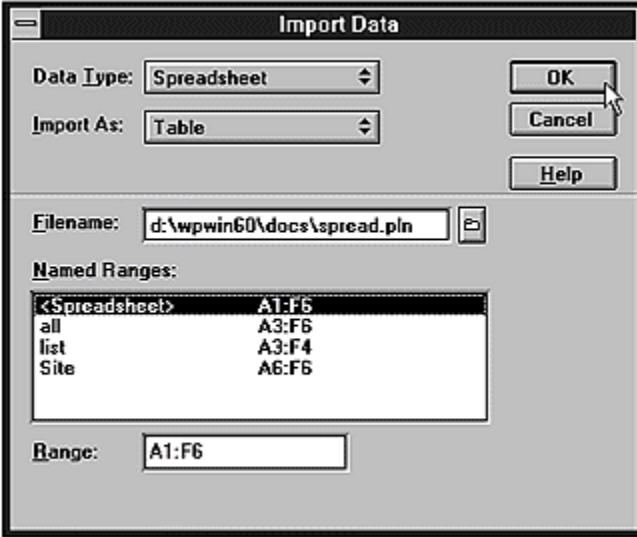 Import Data
Data Type: Spreadsheet OK
Import As: Table Cancel
Help
Filename: d:\wpwin60\docs\spread.pln
Named Ranges:
<Spreadsheet> A1:F6
all A3:F6
list A3:F4
Site A6:F6
Range: A1:F6